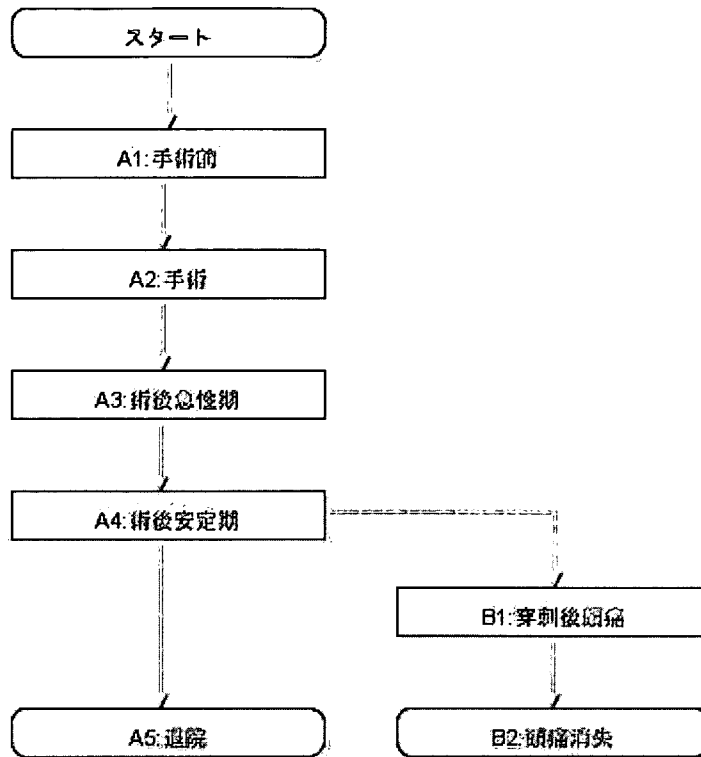 スタート
A1:手術前
A2:手術
A3:術後急性期
A4:術後安定期
B1:穿刺後頭痛
A5:退院
B2:頭痛消失